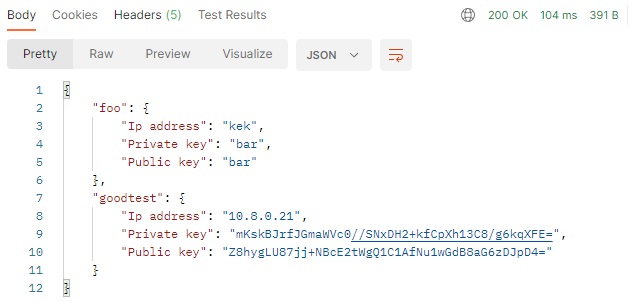 Body Cookies Headers (5) Test Results 200 OK 104 ms 391 B
Pretty Raw Preview Visualize JSON
1 {
2 "foo": {
3 "Ip address": "kek",
4 "Private key": "bar",
5 "Public key": "bar"
6 },
7 "goodtest": {
8 "Ip address": "10.8.0.21",
9 "Private key": "mKskBJrfJGmaWVc0//SNxDH2+kfCpXh13C8/g6kqXFE=",
10 "Public key": "Z8hygLU87jj+NBcE2tWgQ1C1AfNu1wGdB8aG6zDJpD4="
11 }
12 }